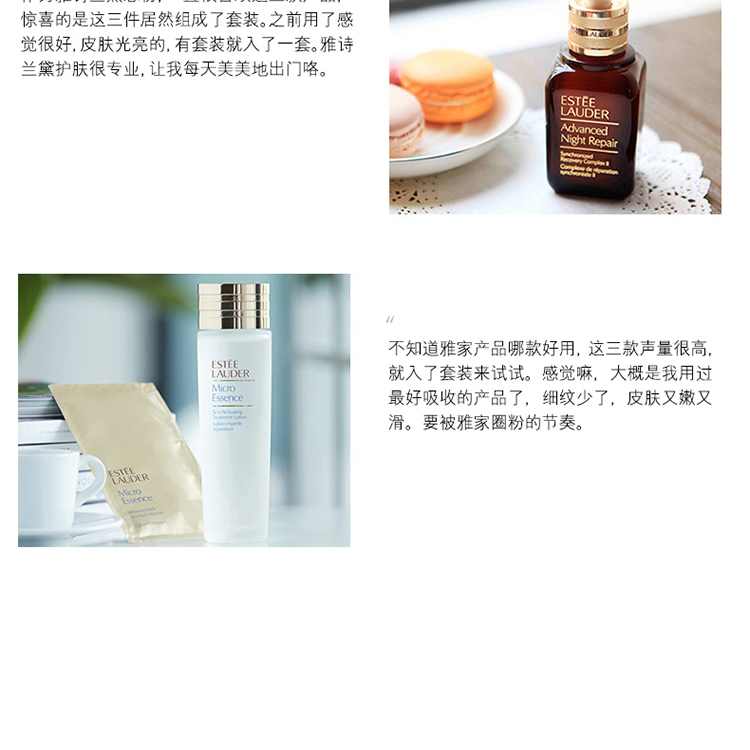 惊喜的是这三件居然组成了套装。之前用了感
觉很好, 皮肤光亮的, 有套装就入了一套。雅诗
兰黛护肤很专业, 让我每天美美地出门咯。
ESTEE LAUDER
ESTĒE
LAUDER
Advanced
Night Repair
Synchronized
Recovery Complex II
Complexe de réparation
synchronisée II
ESTĒE
LAUDER
Micro
Essence
Skin Activating
Treatment Lotion
ESTĒE
LAUDER
Micro
Essence
“
不知道雅家产品哪款好用, 这三款声量很高,
就入了套装来试试。感觉嘛, 大概是我用过
最好吸收的产品了, 细纹少了, 皮肤又嫩又
滑。要被雅家圈粉的节奏。